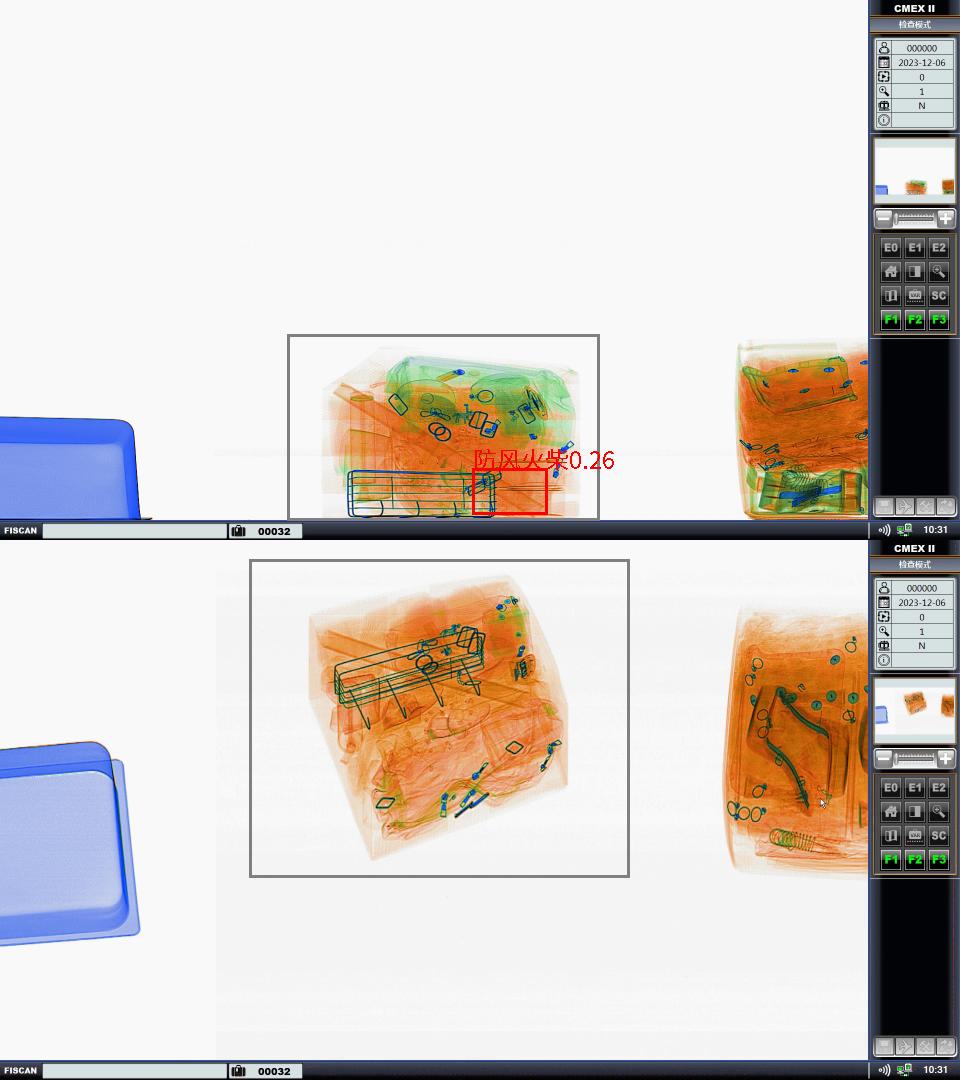 CMEX II
检查模式
000000
2023-12-06
0
1
N
E0 E1 E2
SC
F1 F2 F3
防风火柴0.26
FISCAN
00032
10:31
CMEX II
检查模式
000000
2023-12-06
0
1
N
E0 E1 E2
SC
F1 F2 F3
FISCAN
00032
10:31